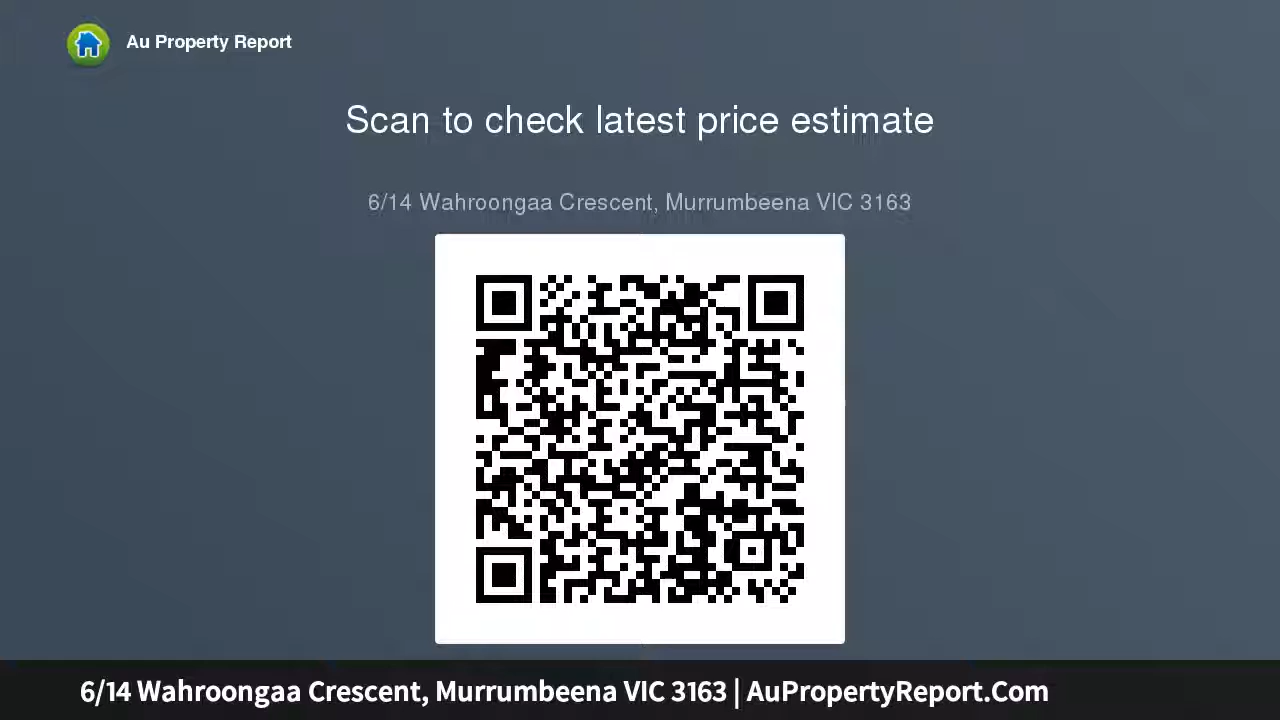 Au Property Report
Scan to check latest price estimate
6/14 Wahroongaa Crescent, Murrumbeena VIC 3163
6/14 Wahroongaa Crescent, Murrumbeena VIC 3163 | AuPropertyReport.Com